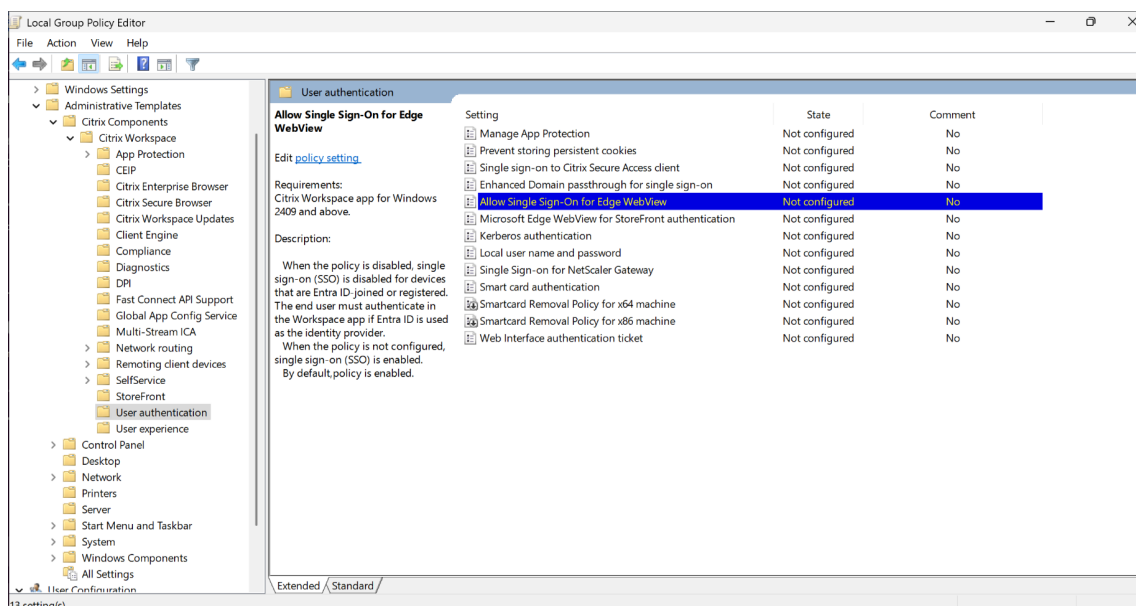 Local Group Policy Editor
File Action View Help
Windows Settings
Administrative Templates
Citrix Components
Citrix Workspace
App Protection
CEIP
Citrix Enterprise Browser
Citrix Secure Browser
Citrix Workspace Updates
Client Engine
Compliance
Diagnostics
DPI
Fast Connect API Support
Global App Config Service
Multi-Stream ICA
Network routing
Remoting client devices
SelfService
StoreFront
User authentication
User experience
Control Panel
Desktop
Network
Printers
Server
Start Menu and Taskbar
System
Windows Components
All Settings
User Configuration
13 setting(s)
User authentication
Allow Single Sign-On for Edge
WebView
Edit policy setting
Requirements:
Citrix Workspace app for Windows
2409 and above.
Description:
When the policy is disabled, single
sign-on (SSO) is disabled for devices
that are Entra ID-joined or registered.
The end user must authenticate in
the Workspace app if Entra ID is used
as the identity provider.
When the policy is not configured,
single sign-on (SSO) is enabled.
By default,policy is enabled.
Setting State Comment
Manage App Protection Not configured No
Prevent storing persistent cookies Not configured No
Single sign-on to Citrix Secure Access client Not configured No
Enhanced Domain passthrough for single sign-on Not configured No
Allow Single Sign-On for Edge WebView Not configured No
Microsoft Edge WebView for StoreFront authentication Not configured No
Kerberos authentication Not configured No
Local user name and password Not configured No
Single Sign-on for NetScaler Gateway Not configured No
Smart card authentication Not configured No
Smartcard Removal Policy for x64 machine Not configured No
Smartcard Removal Policy for x86 machine Not configured No
Web Interface authentication ticket Not configured No
Extended Standard